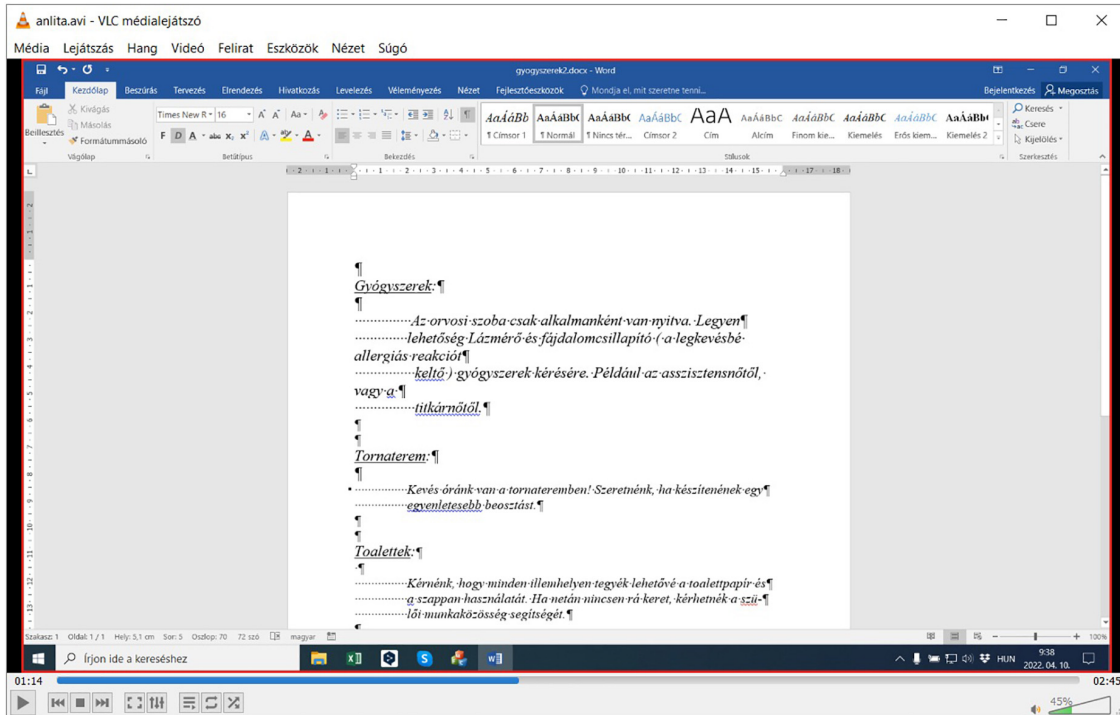 anlita.avi - VLC médialejátszó
Média Lejátszás Hang Videó Felirat Eszközök Nézet Súgó
gyogyszerek2.docx - Word
Fájl Kezdőlap Beszúrás Tervezés Elrendezés Hivatkozás Levelezés Véleményezés Nézet Fejlesztőeszközök Mondja el, mit szeretne tenni... Bejelentkezés Megosztás
Beillesztés
Kivágás
Másolás
Formátummásoló
Times New R 16
F D A abc X₂ X² A A
Keresés
Csere
Kijelölés
AaÁáBb AaÁáBbC AaÁáBbC AaÁáBbC AaA AaÁáBbC AaÁáBbC AaÁáBbC AaÁáBbC AaÁáBb
¶ Címsor 1 ¶ Normál ¶ Nincs tér... Címsor 2 Cím Alcím Finom kie... Kiemelés Erős kiem... Kiemelés 2
Vágólap Betűtípus Bekezdés Stílusok Szerkesztés
¶
Gyógyszerek:¶
¶
Az orvosi szoba csak alkalmanként van nyitva. Legyen¶
lehetőség Lázmérő és fájdalomcsillapító ( a legkevésbé
allergiás reakciót¶
keltő ) gyógyszerek kérésére. Például az asszisztensnőtől,
vagy a ¶
titkárnőtől.¶
¶
¶
Tornaterem:¶
¶
Kevés óránk van a tornateremben! Szeretnénk, ha készítenének egy¶
egyenletesebb beosztást.¶
¶
¶
Toalettek:¶
¶
Kérnénk, hogy minden illemhelyen tegyék lehetővé a toalettpapír és¶
a szappan használatát. Ha netán nincsen rá keret, kérhetnék a szü-¶
lői munkaközösség segítségét.¶
Szakasz: 1 Oldal: 1 / 1 Hely: 5,1 cm Sor: 5 Oszlop: 70 72 szó magyar 100%
Írjon ide a kereséshez
HUN
9:38
2022. 04. 10.
01:14 02:45
45%